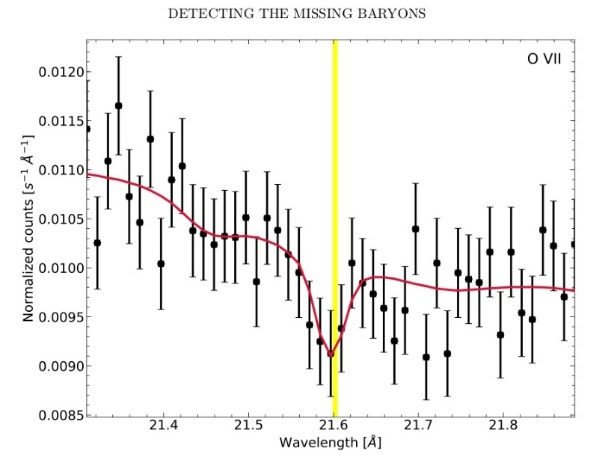 DETECTING THE MISSING BARYONS
O VII
0.0120
0.0115
0.0110
0.0105
0.0100
0.0095
0.0090
0.0085
21.4 21.5 21.6 21.7 21.8
Wavelength [Å]
Normalized counts [s⁻¹ Å⁻¹]